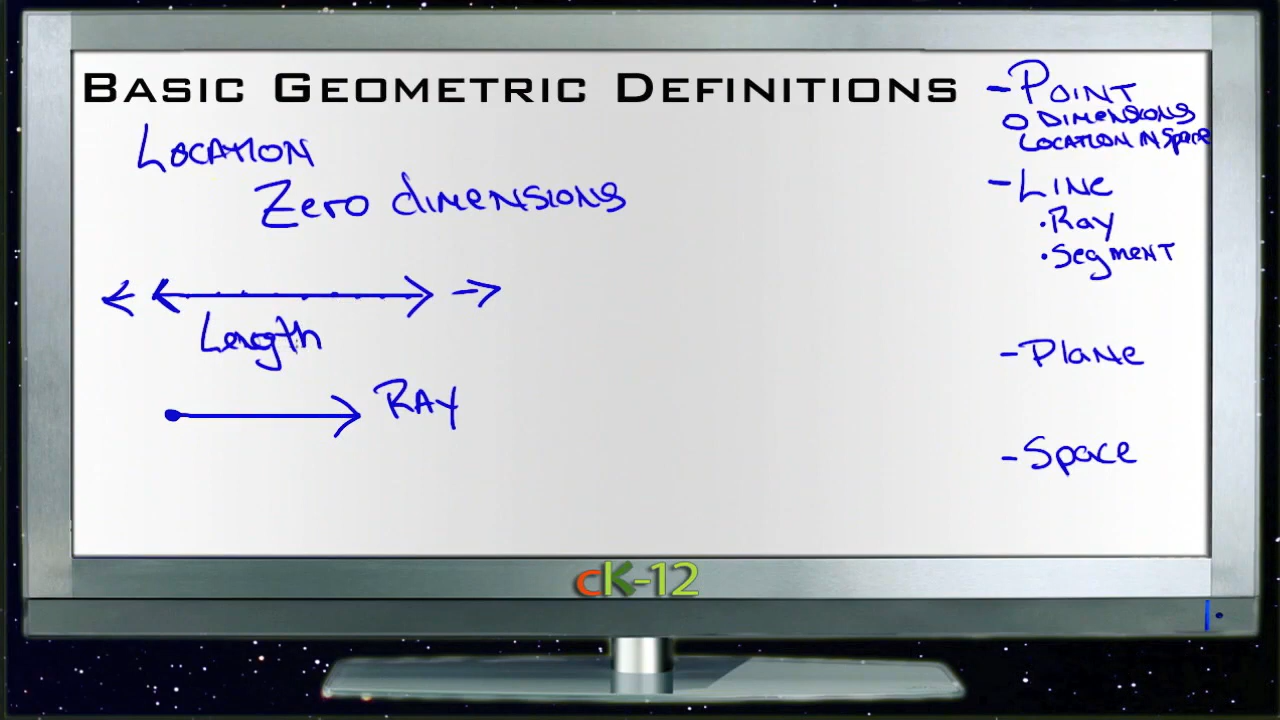 BASIC GEOMETRIC DEFINITIONS
LOCATION
Zero dimensions
Length
RAY
- POINT
O DIMENSIONS
LOCATION IN Space
- LINE
• Ray
• Segment
- Plane
- Space
cK-12